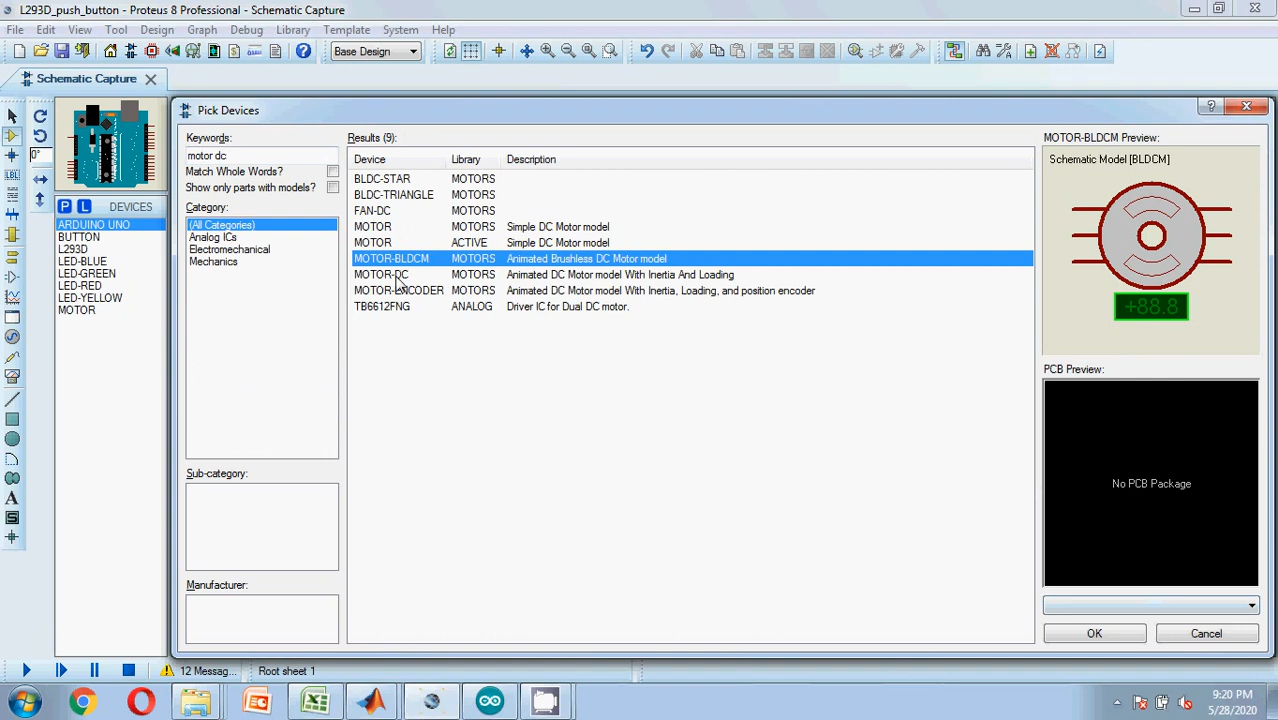 L293D_push_button - Proteus 8 Professional - Schematic Capture
File Edit View Tool Design Graph Debug Library Template System Help
Base Design
Schematic Capture
0°
LBL
A
S
P L DEVICES
ARDUINO UNO
BUTTON
L293D
LED-BLUE
LED-GREEN
LED-RED
LED-YELLOW
MOTOR
Pick Devices
Keywords:
motor dc
Match Whole Words?
Show only parts with models?
Category:
(All Categories)
Analog ICs
Electromechanical
Mechanics
Sub-category:
Manufacturer:
Results (9):
Device Library Description
BLDC-STAR MOTORS
BLDC-TRIANGLE MOTORS
FAN-DC MOTORS
MOTOR MOTORS Simple DC Motor model
MOTOR ACTIVE Simple DC Motor model
MOTOR-BLDCM MOTORS Animated Brushless DC Motor model
MOTOR-DC MOTORS Animated DC Motor model With Inertia And Loading
MOTOR-ENCODER MOTORS Animated DC Motor model With Inertia, Loading, and position encoder
TB6612FNG ANALOG Driver IC for Dual DC motor.
MOTOR-BLDCM Preview:
Schematic Model [BLDCM]
+88.8
PCB Preview:
No PCB Package
OK Cancel
12 Messag... Root sheet 1
9:20 PM
5/28/2020